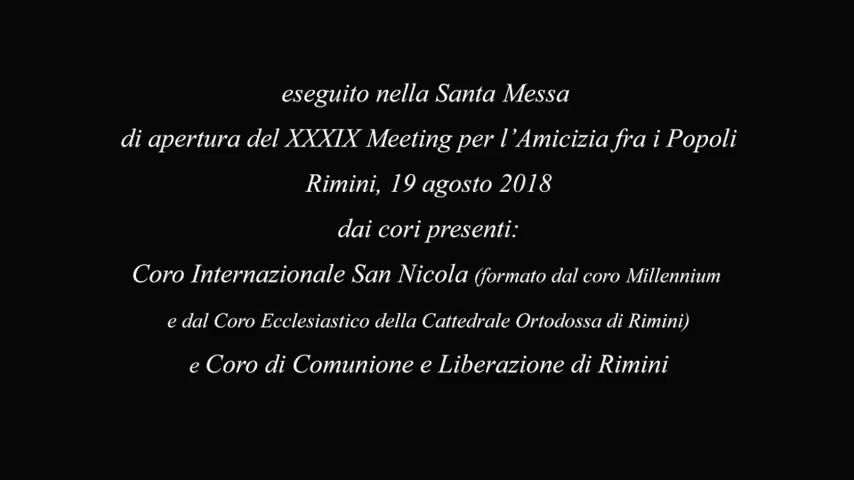 eseguito nella Santa Messa
di apertura del XXXIX Meeting per l’Amicizia fra i Popoli
Rimini, 19 agosto 2018
dai cori presenti:
Coro Internazionale San Nicola (formato dal coro Millennium
e dal Coro Ecclesiastico della Cattedrale Ortodossa di Rimini)
e Coro di Comunione e Liberazione di Rimini